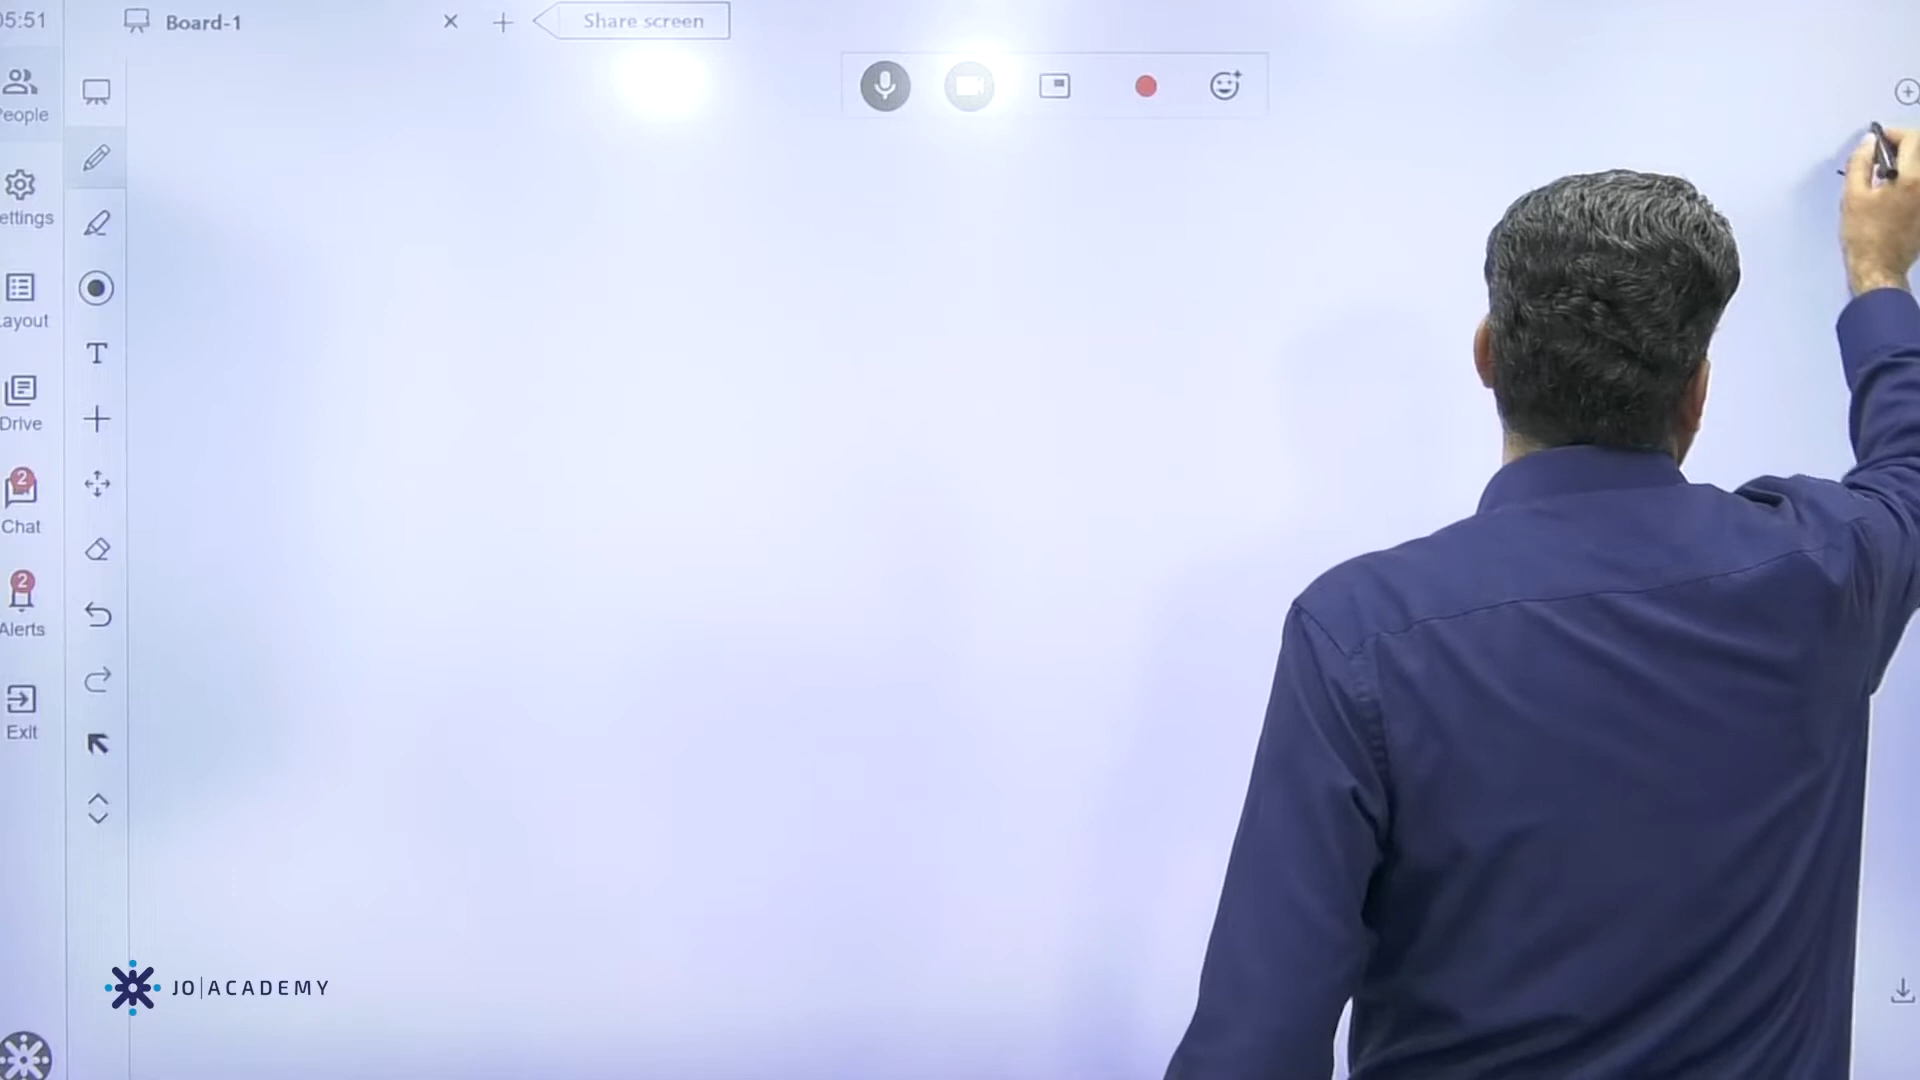 05:51
Board-1
Share screen
People
Settings
Layout
Drive
2
Chat
2
Alerts
Exit
T
JO|ACADEMY